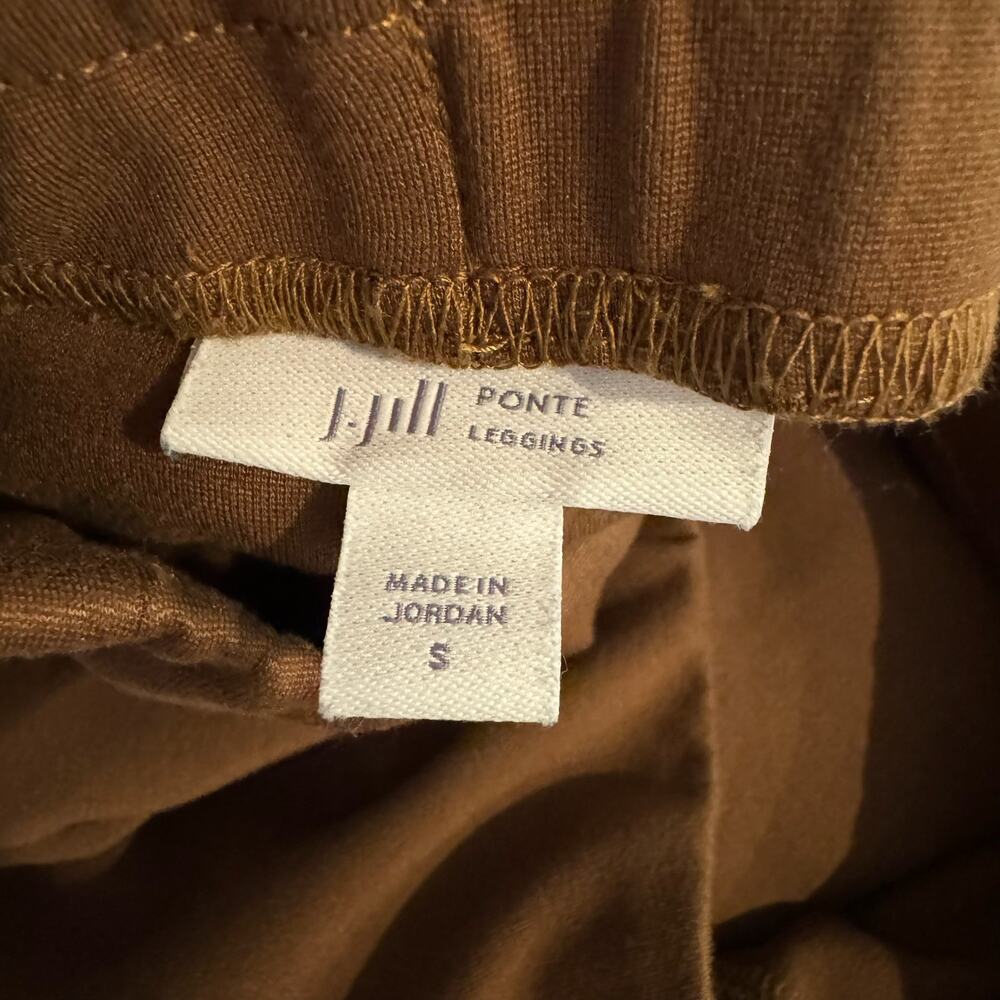 J.Jill PONTE
LEGGINGS
MADE IN
JORDAN
S